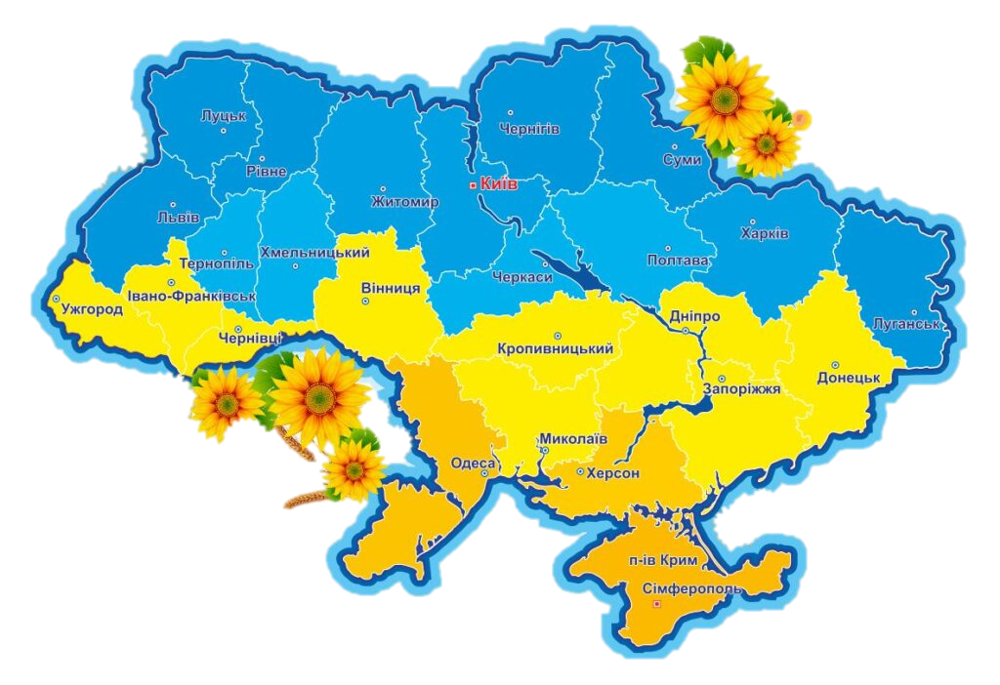 Луцьк
Чернігів
Суми
Рівне
Київ
Житомир
Львів
Харків
Хмельницький
Тернопіль
Полтава
Черкаси
Вінниця
Івано-Франківськ
Ужгород
Дніпро
Луганськ
Чернівці
Кропивницький
Донецьк
Запоріжжя
Миколаїв
Одеса
Херсон
п-ів Крим
Сімферополь